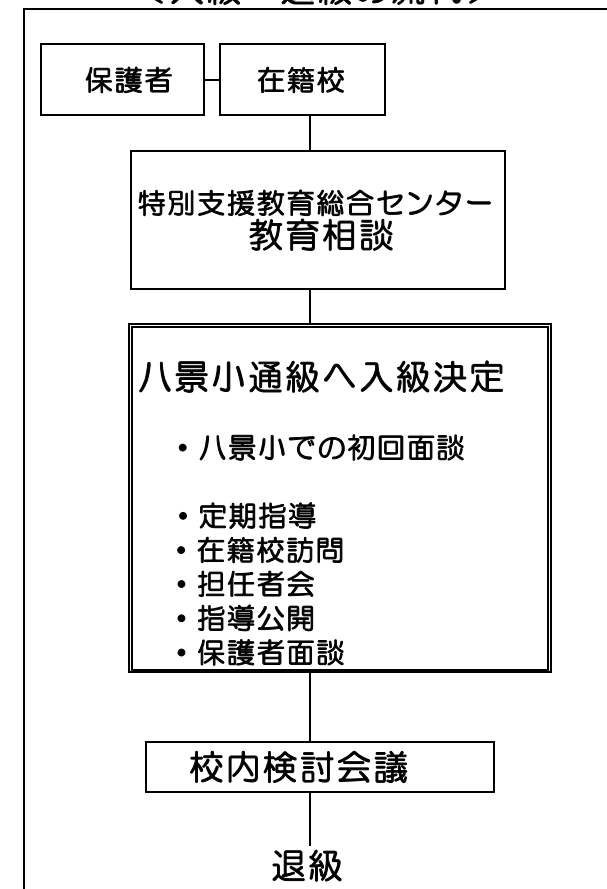 保護者 在籍校
特別支援教育総合センター
教育相談
八景小通級へ入級決定
・八景小での初回面談
・定期指導
・在籍校訪問
・担任者会
・指導公開
・保護者面談
校内検討会議
退級